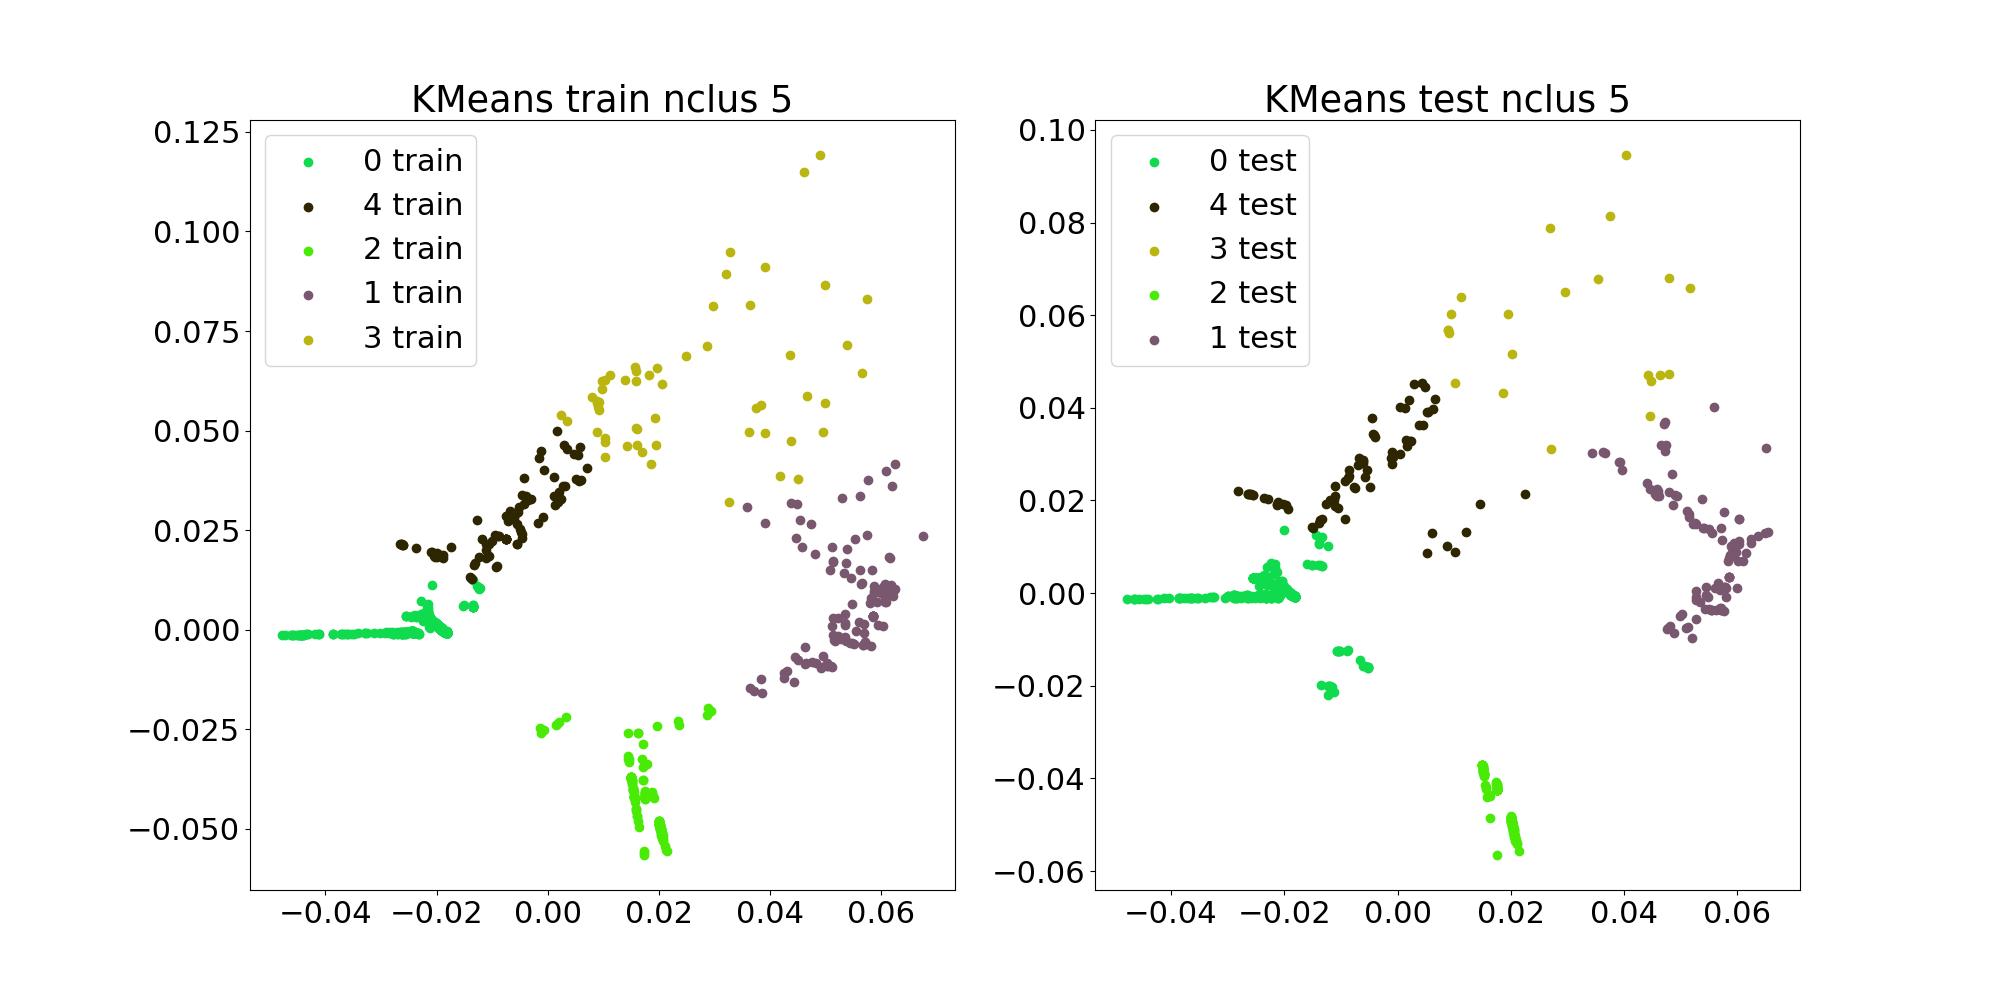 KMeans train nclus 5
0.125
0.100
0.075
0.050
0.025
0.000
−0.025
−0.050
−0.04
−0.02
0.00
0.02
0.04
0.06
0 train
4 train
2 train
1 train
3 train
KMeans test nclus 5
0.10
0.08
0.06
0.04
0.02
0.00
−0.02
−0.04
−0.06
−0.04
−0.02
0.00
0.02
0.04
0.06
0 test
4 test
3 test
2 test
1 test